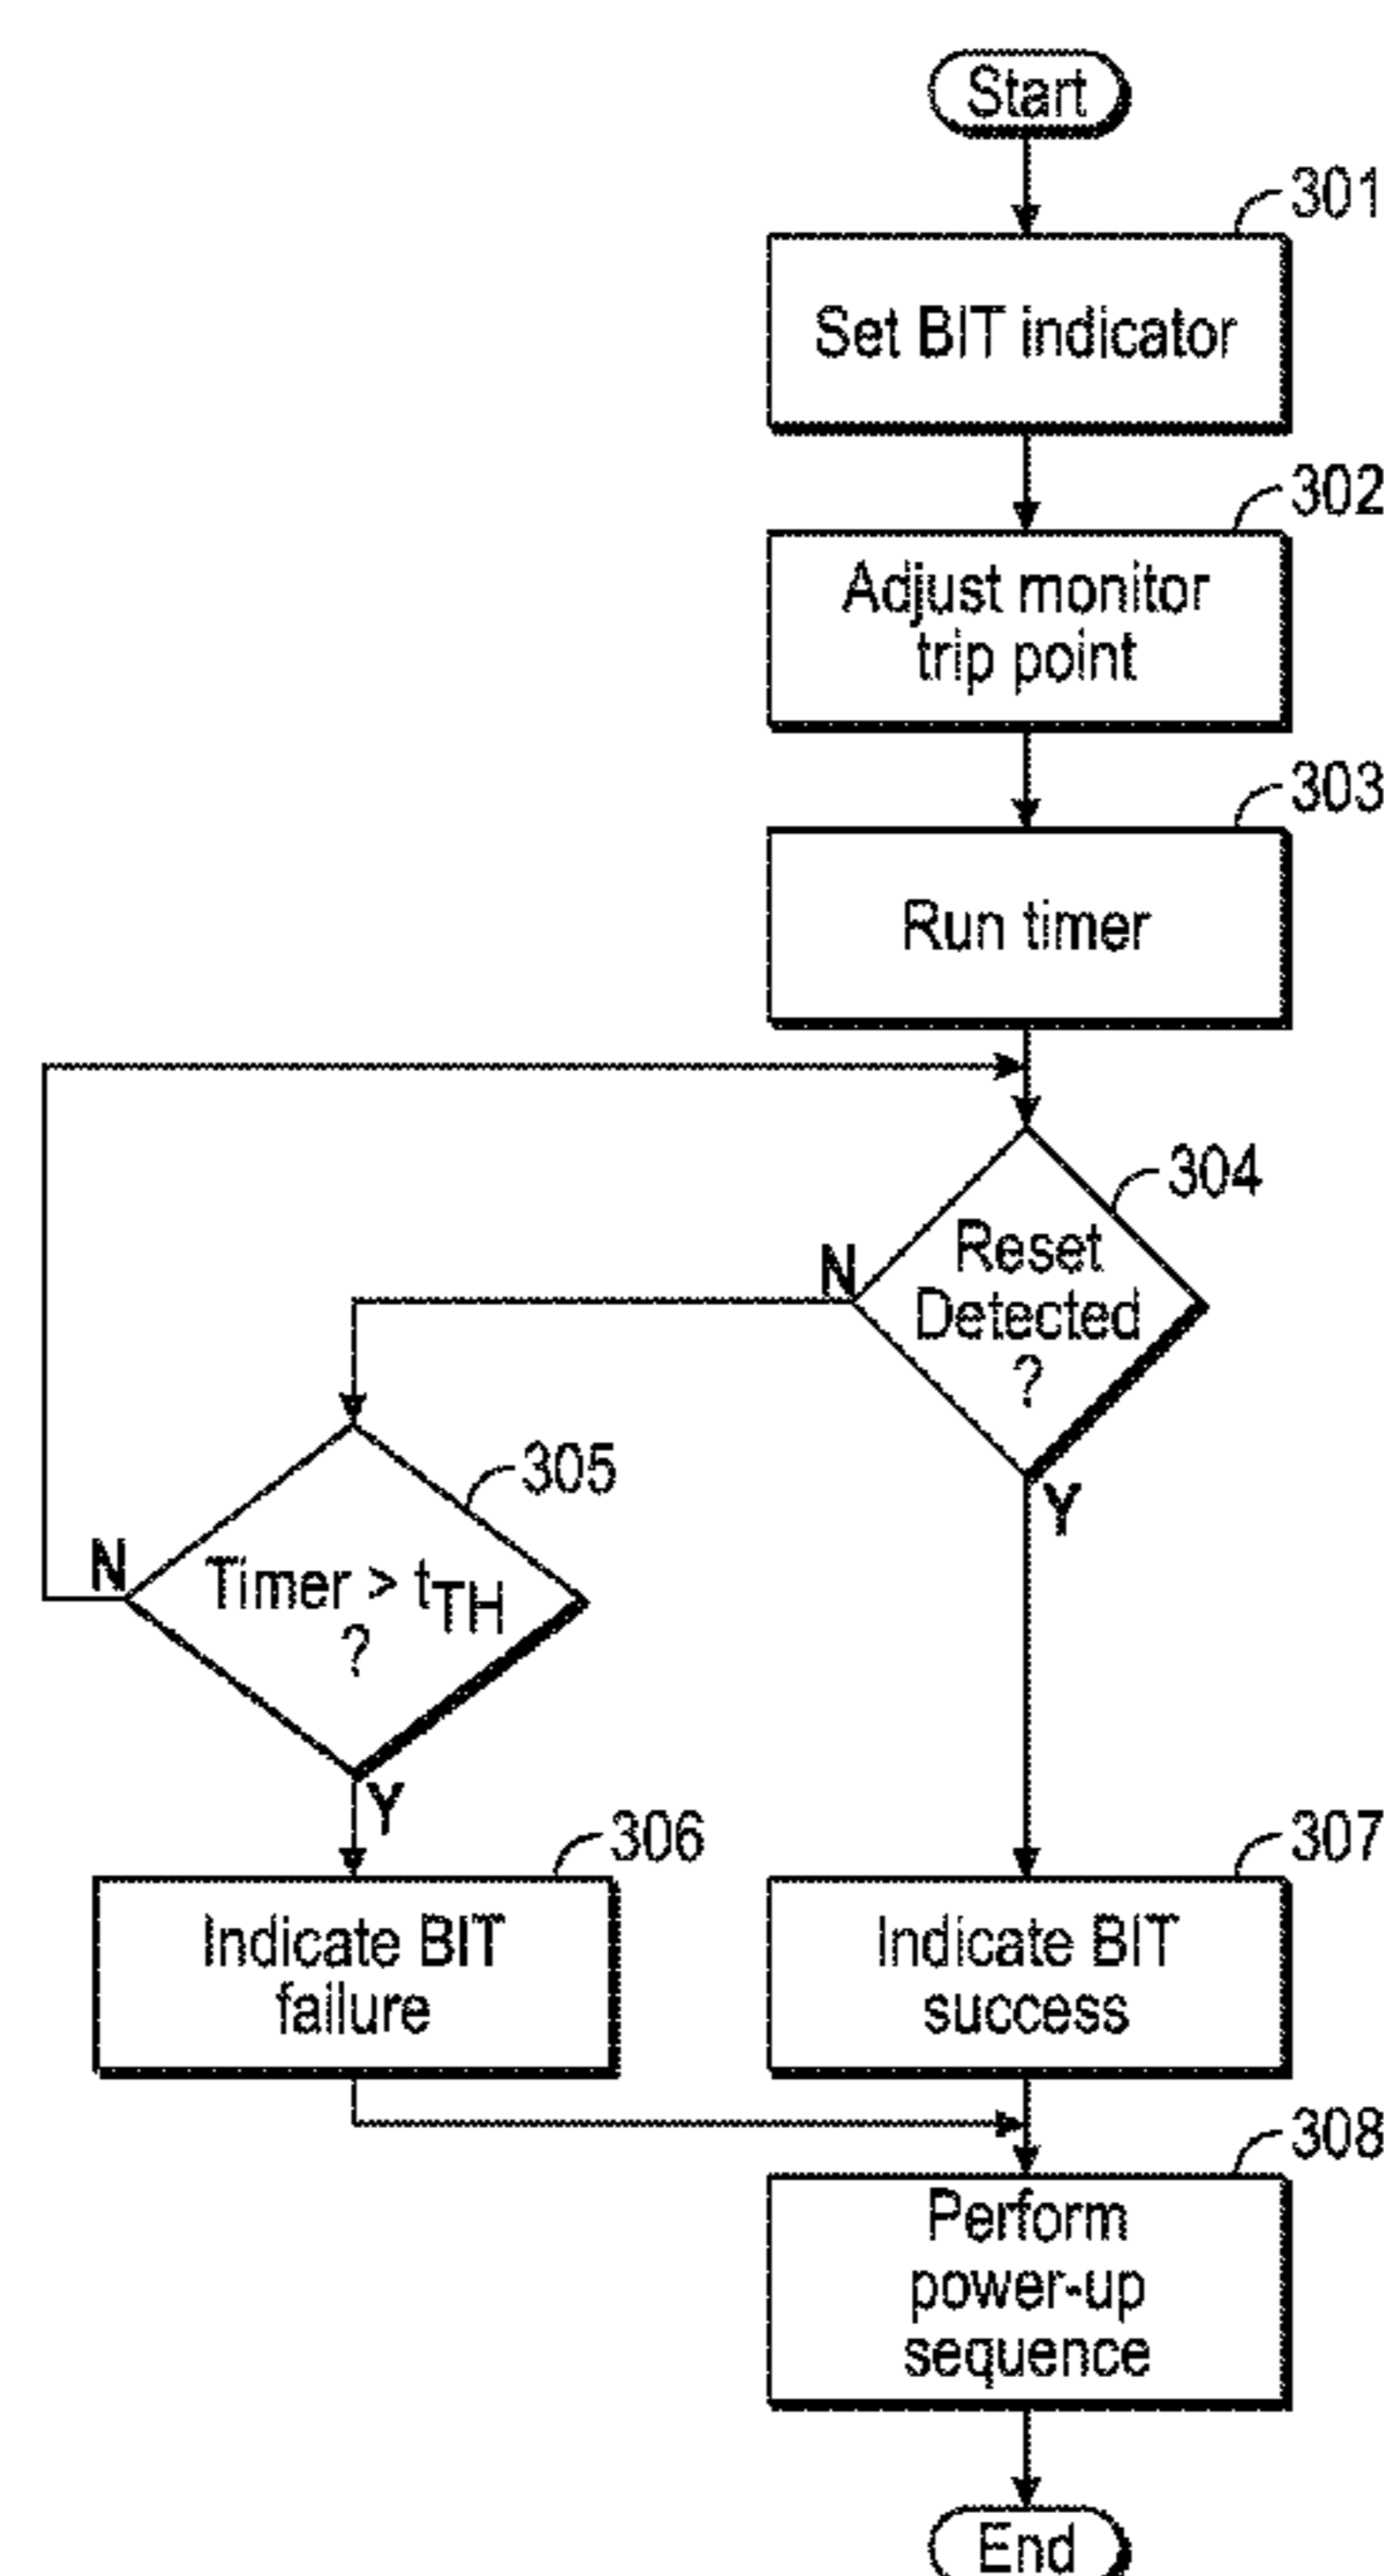 Start
301
Set BIT indicator
302
Adjust monitor
trip point
303
Run timer
304
Reset
Detected
?
N
Y
305
Timer > tTH
?
N
Y
306
Indicate BIT
failure
307
Indicate BIT
success
308
Perform
power-up
sequence
End